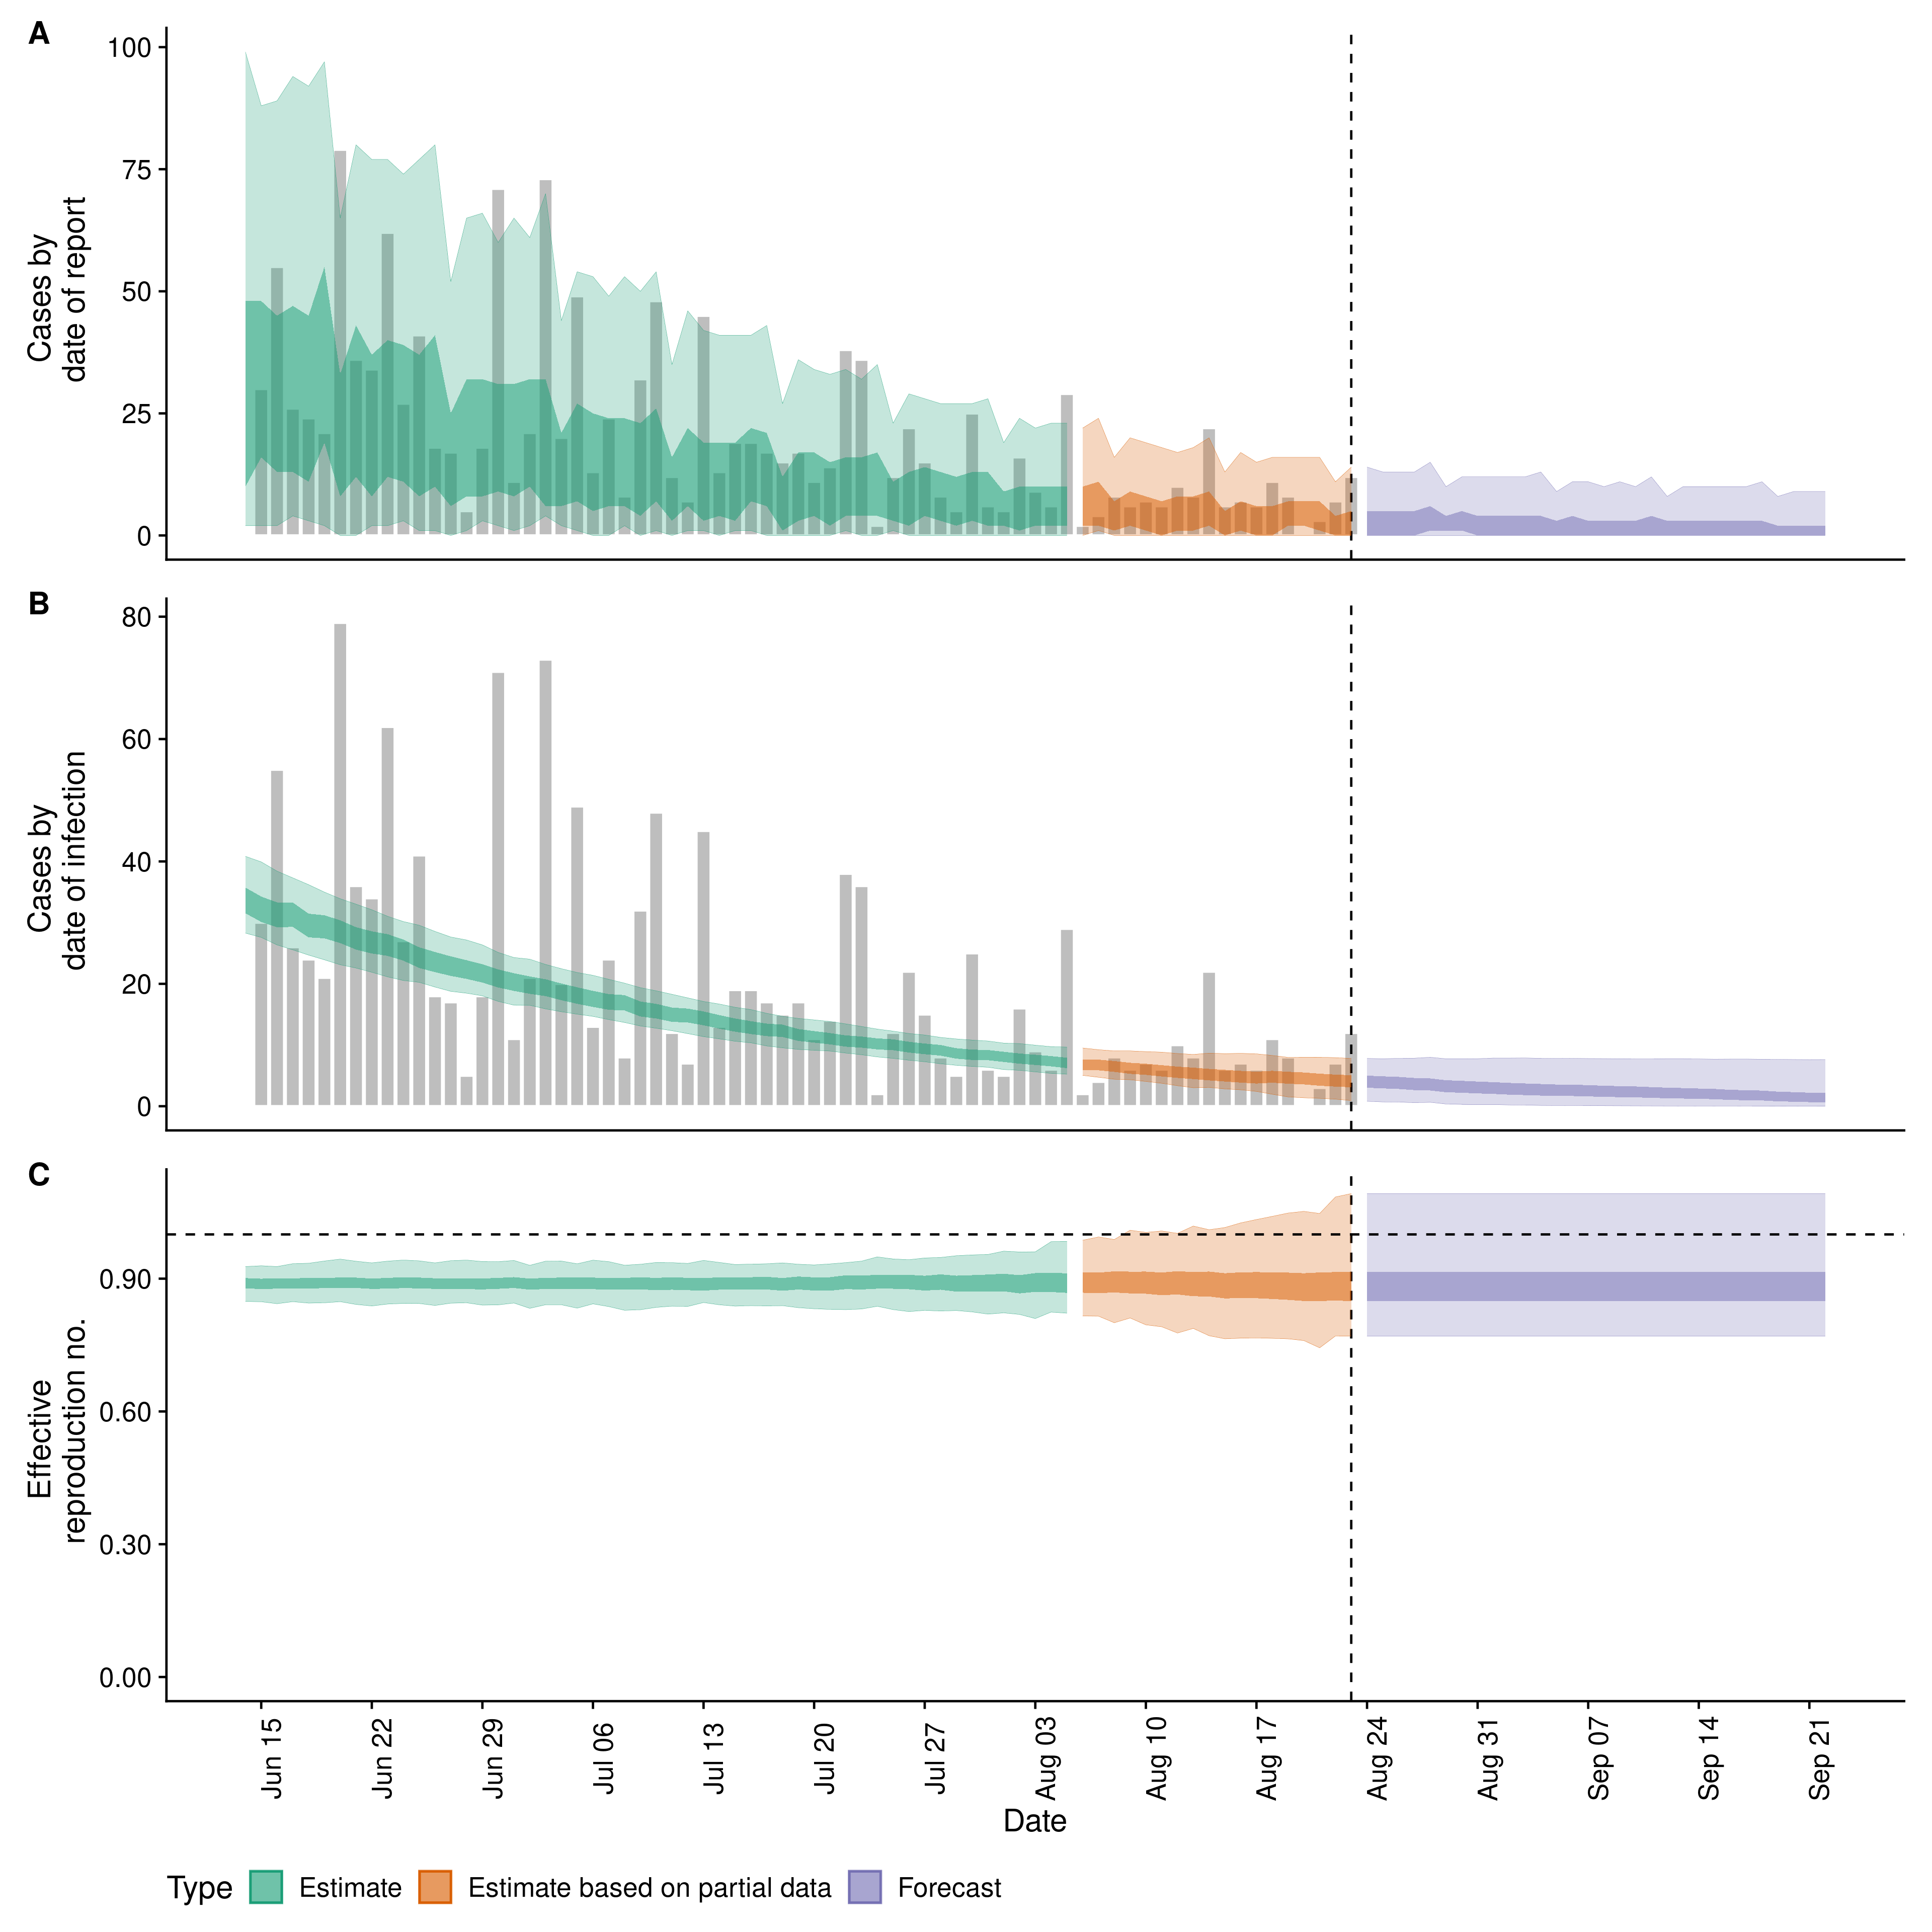 A
100
75
50
25
0
Cases by
date of report
B
80
60
40
20
0
Cases by
date of infection
C
0.90
0.60
0.30
0.00
Effective
reproduction no.
Jun 15
Jun 22
Jun 29
Jul 06
Jul 13
Jul 20
Jul 27
Aug 03
Aug 10
Aug 17
Aug 24
Aug 31
Sep 07
Sep 14
Sep 21
Date
Type Estimate Estimate based on partial data Forecast